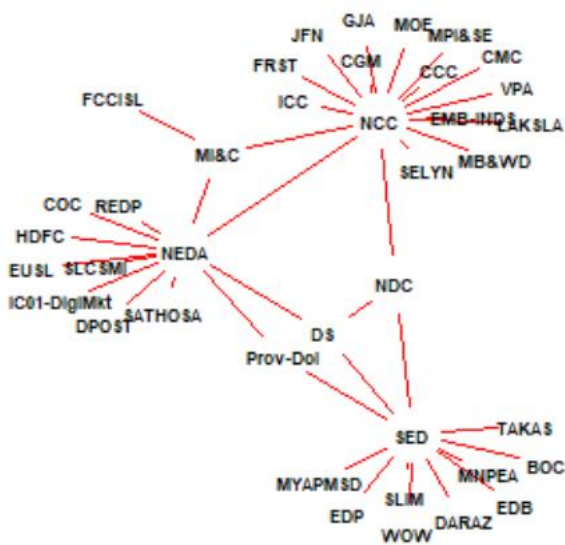 GJA
MOE
JFN
MPI&SE
CGM
CMC
FRST
CCC
VPA
FCCISL
ICC
NCC
EMB-INDS
LAKSLA
MI&C
SELYN
MB&WD
COC
REDP
HDFC
NEDA
EUSL
SLCSMI
NDC
IC01-DigiMkt
SATHOSA
DPOST
DS
Prov-DoI
SED
TAKAS
MYAPMSD
MNPEA
BOC
SLIM
EDP
EDB
DARAZ
WOW